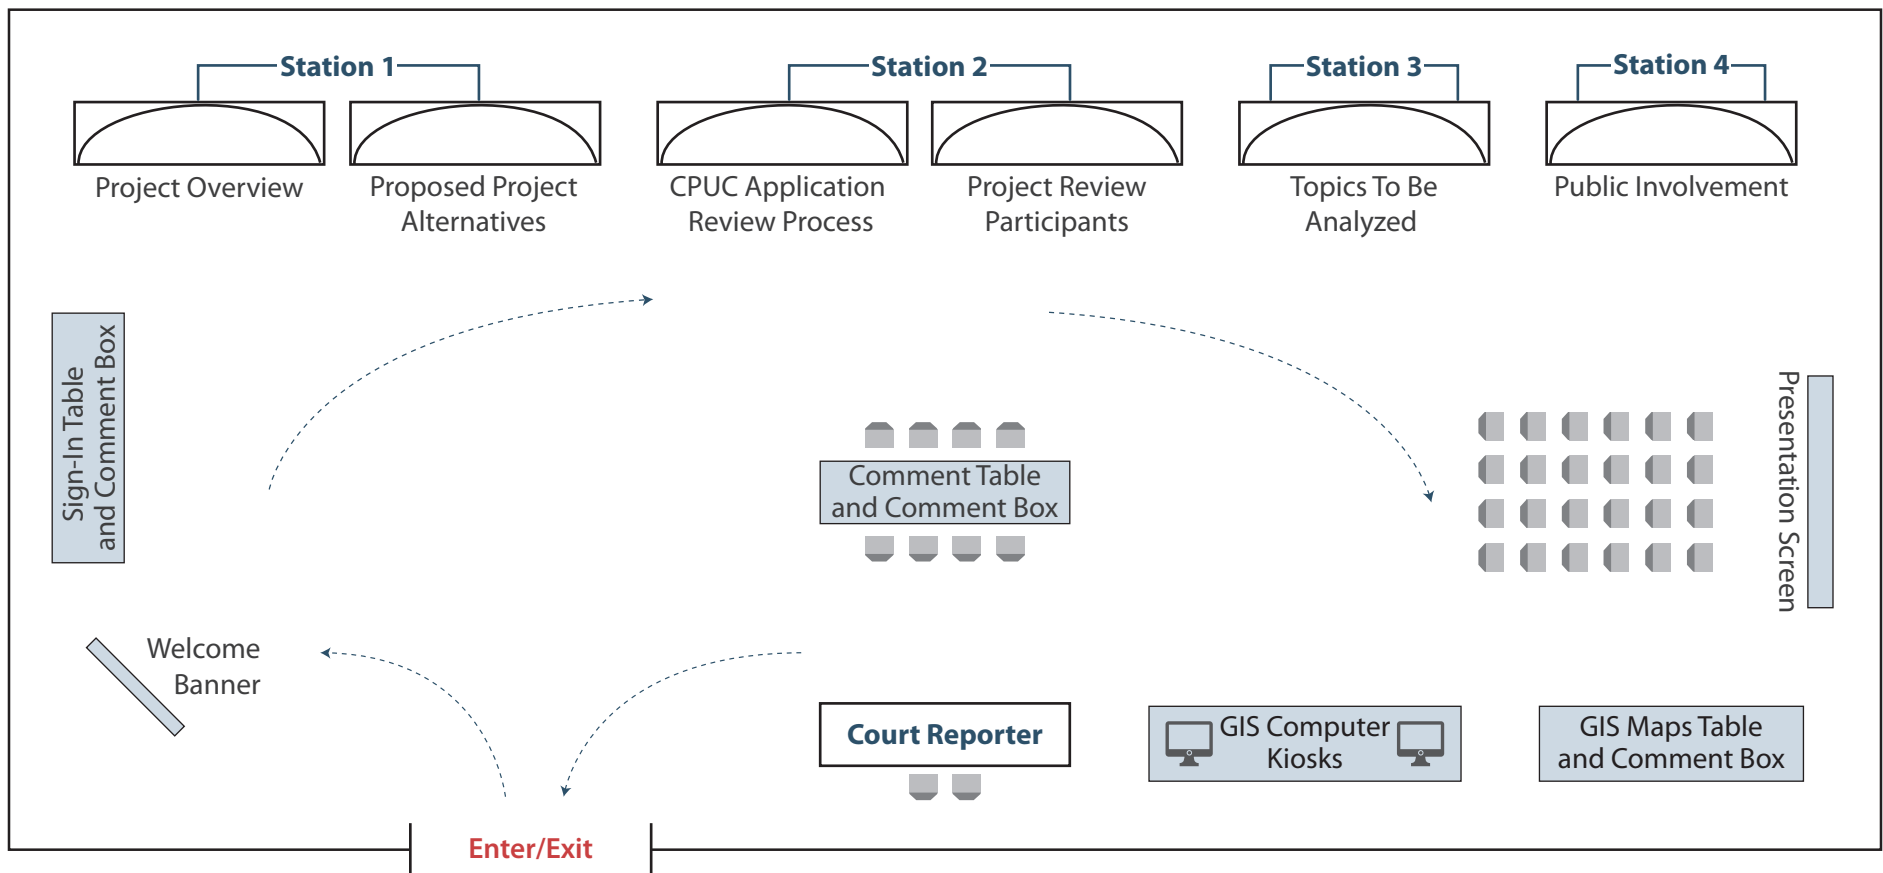 Station 1
Station 2
Station 3
Station 4
Project Overview
Proposed Project
Alternatives
CPUC Application
Review Process
Project Review
Participants
Topics To Be
Analyzed
Public Involvement
Sign-In Table
and Comment Box
Comment Table
and Comment Box
Presentation Screen
Welcome
Banner
Court Reporter
GIS Computer
Kiosks
GIS Maps Table
and Comment Box
Enter/Exit